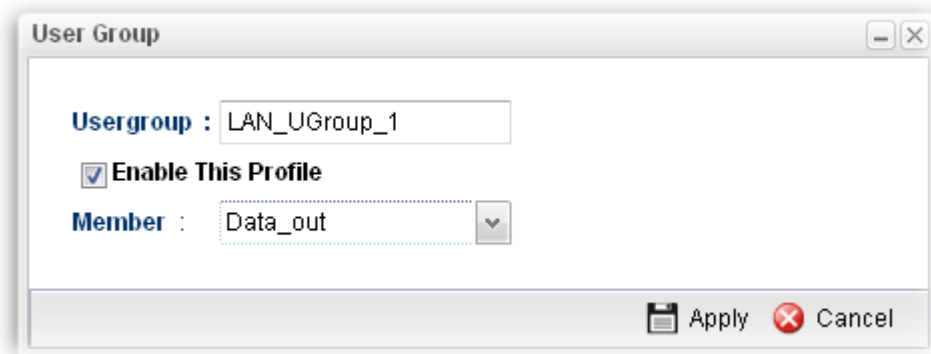 User Group
Usergroup : LAN_UGroup_1
Enable This Profile
Member : Data_out
Apply Cancel